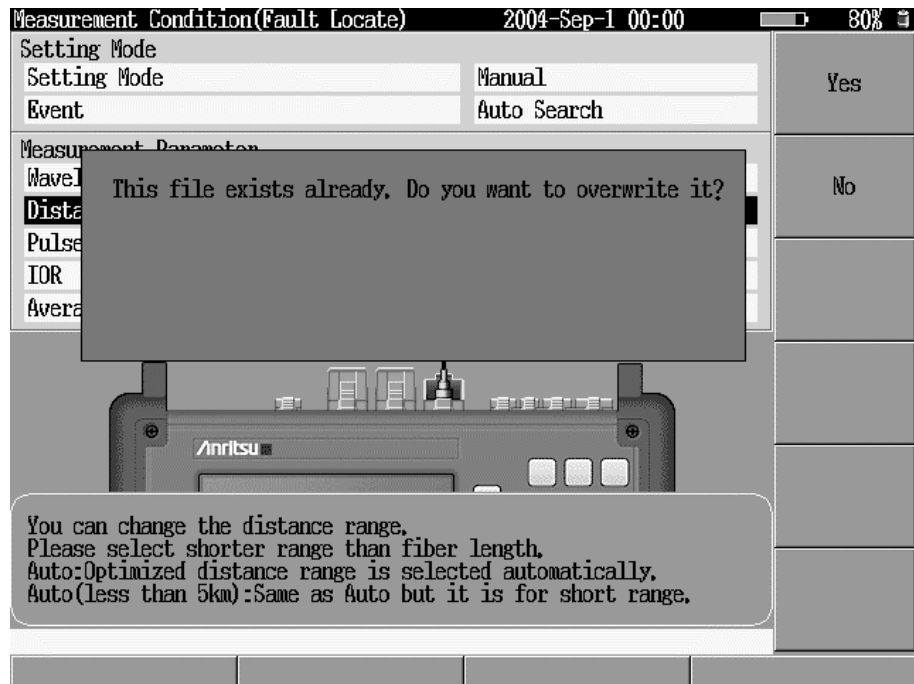 Measurement Condition(Fault Locate) 2004-Sep-1 00:00 80%
Setting Mode
Setting Mode Manual
Event Auto Search
Yes
Measurement Parameter
Wavel
This file exists already. Do you want to overwrite it?
No
Dista
Pulse
IOR
Avera
Anritsu
You can change the distance range.
Please select shorter range than fiber length.
Auto:Optimized distance range is selected automatically.
Auto(less than 5km):Same as Auto but it is for short range.